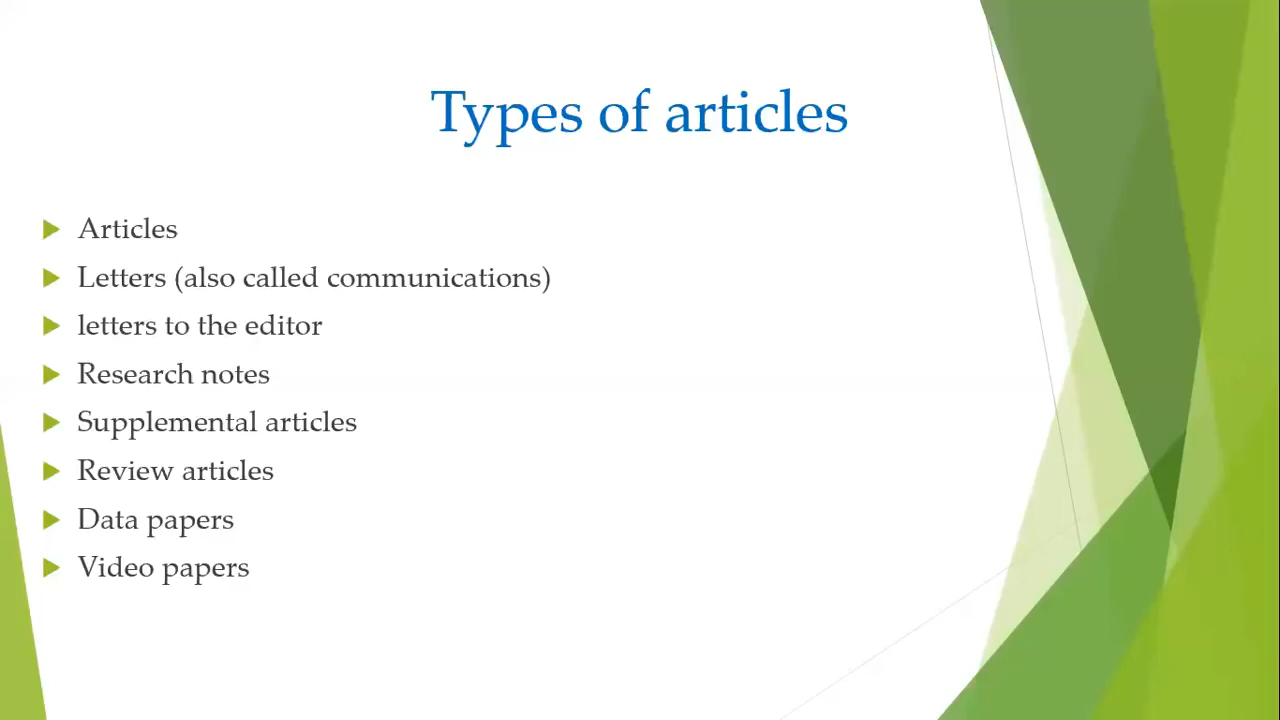 Types of articles
Articles
Letters (also called communications)
letters to the editor
Research notes
Supplemental articles
Review articles
Data papers
Video papers